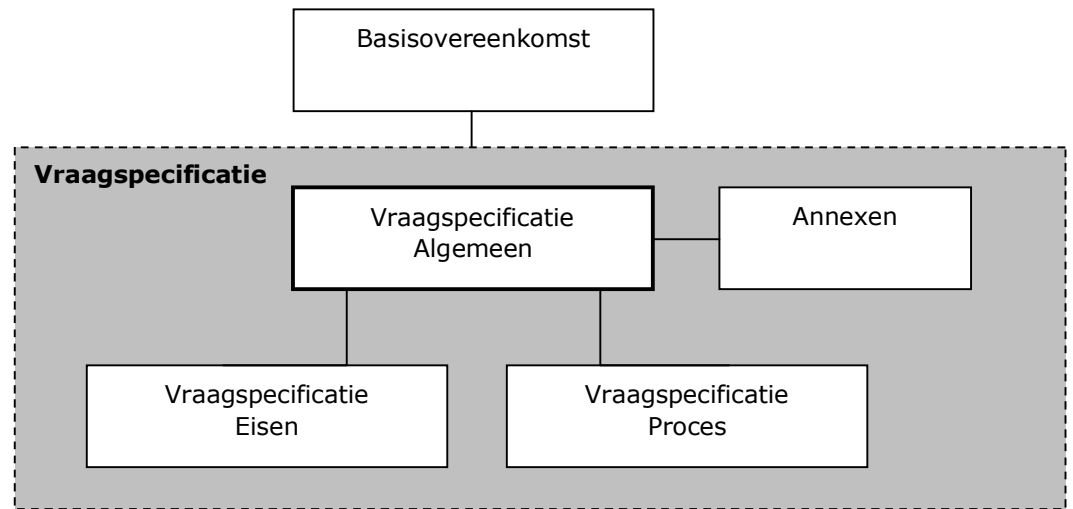 Basisovereenkomst
Vraagspecificatie
Vraagspecificatie
Algemeen
Annexen
Vraagspecificatie
Eisen
Vraagspecificatie
Proces